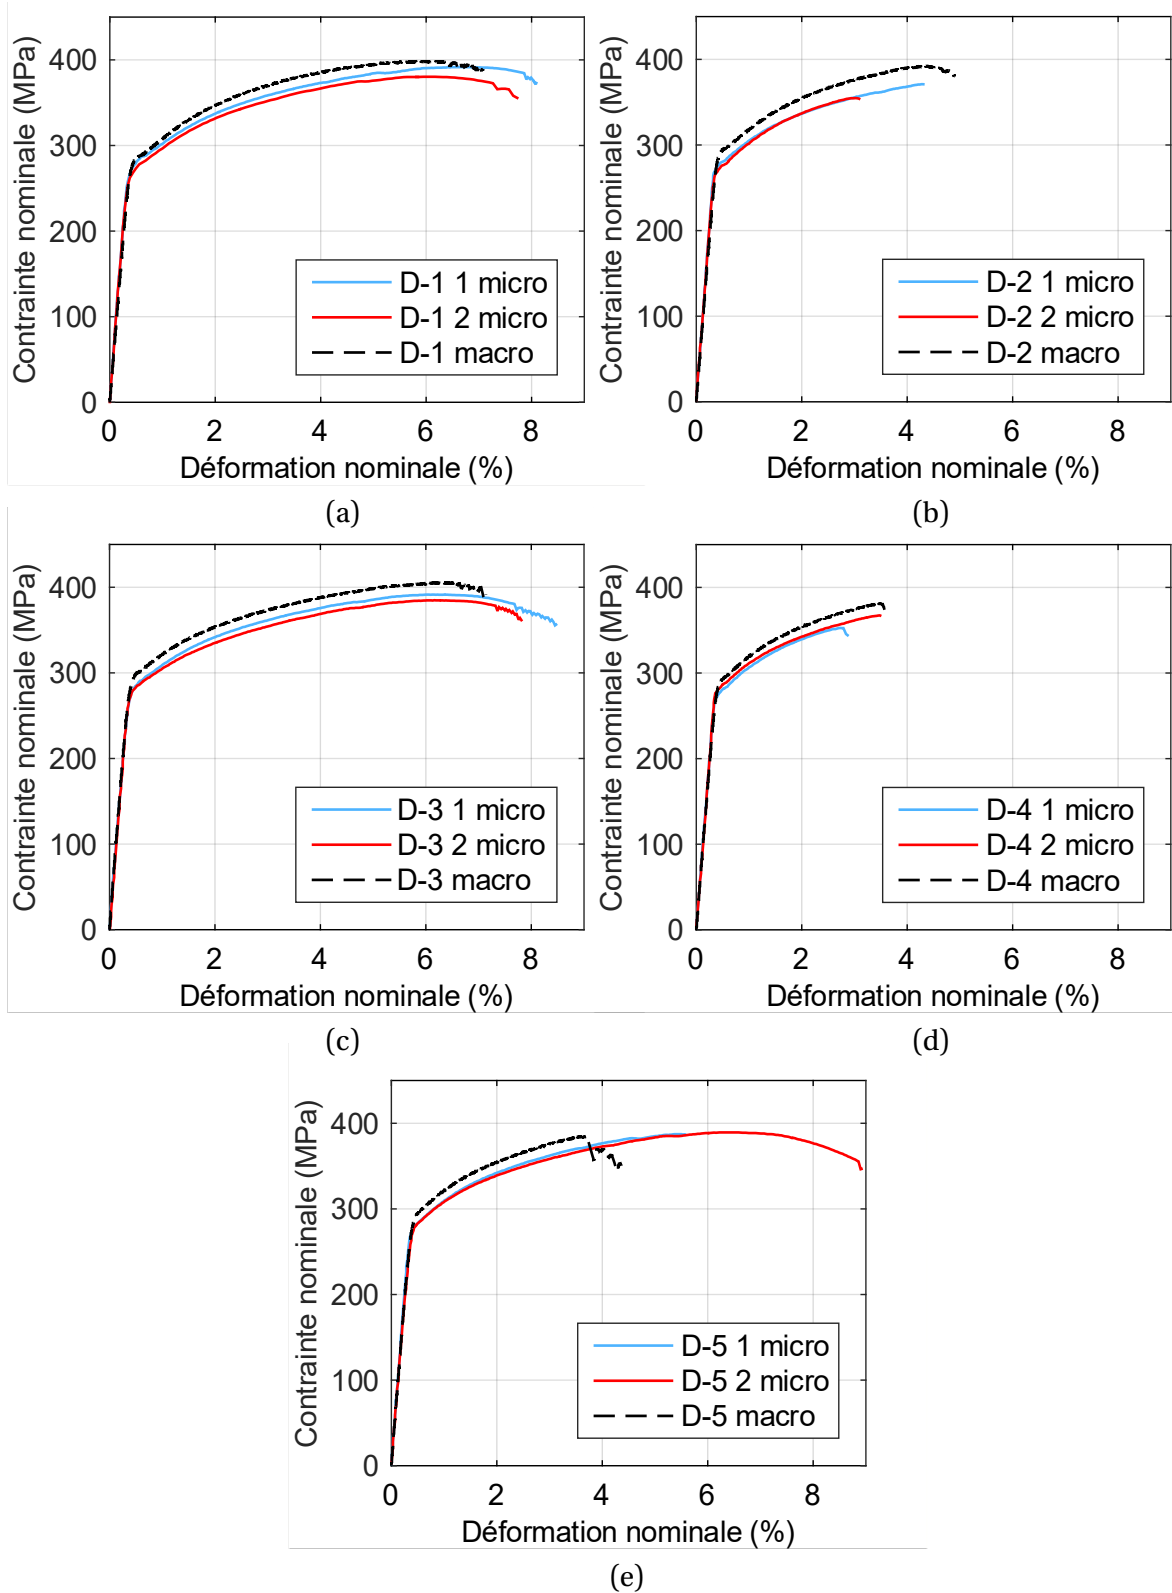 Contrainte nominale (MPa)
400
300
200
100
0
D-1 1 micro
D-1 2 micro
D-1 macro
0 2 4 6 8
Déformation nominale (%)
(a)
Contrainte nominale (MPa)
400
300
200
100
0
D-2 1 micro
D-2 2 micro
D-2 macro
0 2 4 6 8
Déformation nominale (%)
(b)
Contrainte nominale (MPa)
400
300
200
100
0
D-3 1 micro
D-3 2 micro
D-3 macro
0 2 4 6 8
Déformation nominale (%)
(c)
Contrainte nominale (MPa)
400
300
200
100
0
D-4 1 micro
D-4 2 micro
D-4 macro
0 2 4 6 8
Déformation nominale (%)
(d)
Contrainte nominale (MPa)
400
300
200
100
0
D-5 1 micro
D-5 2 micro
D-5 macro
0 2 4 6 8
Déformation nominale (%)
(e)